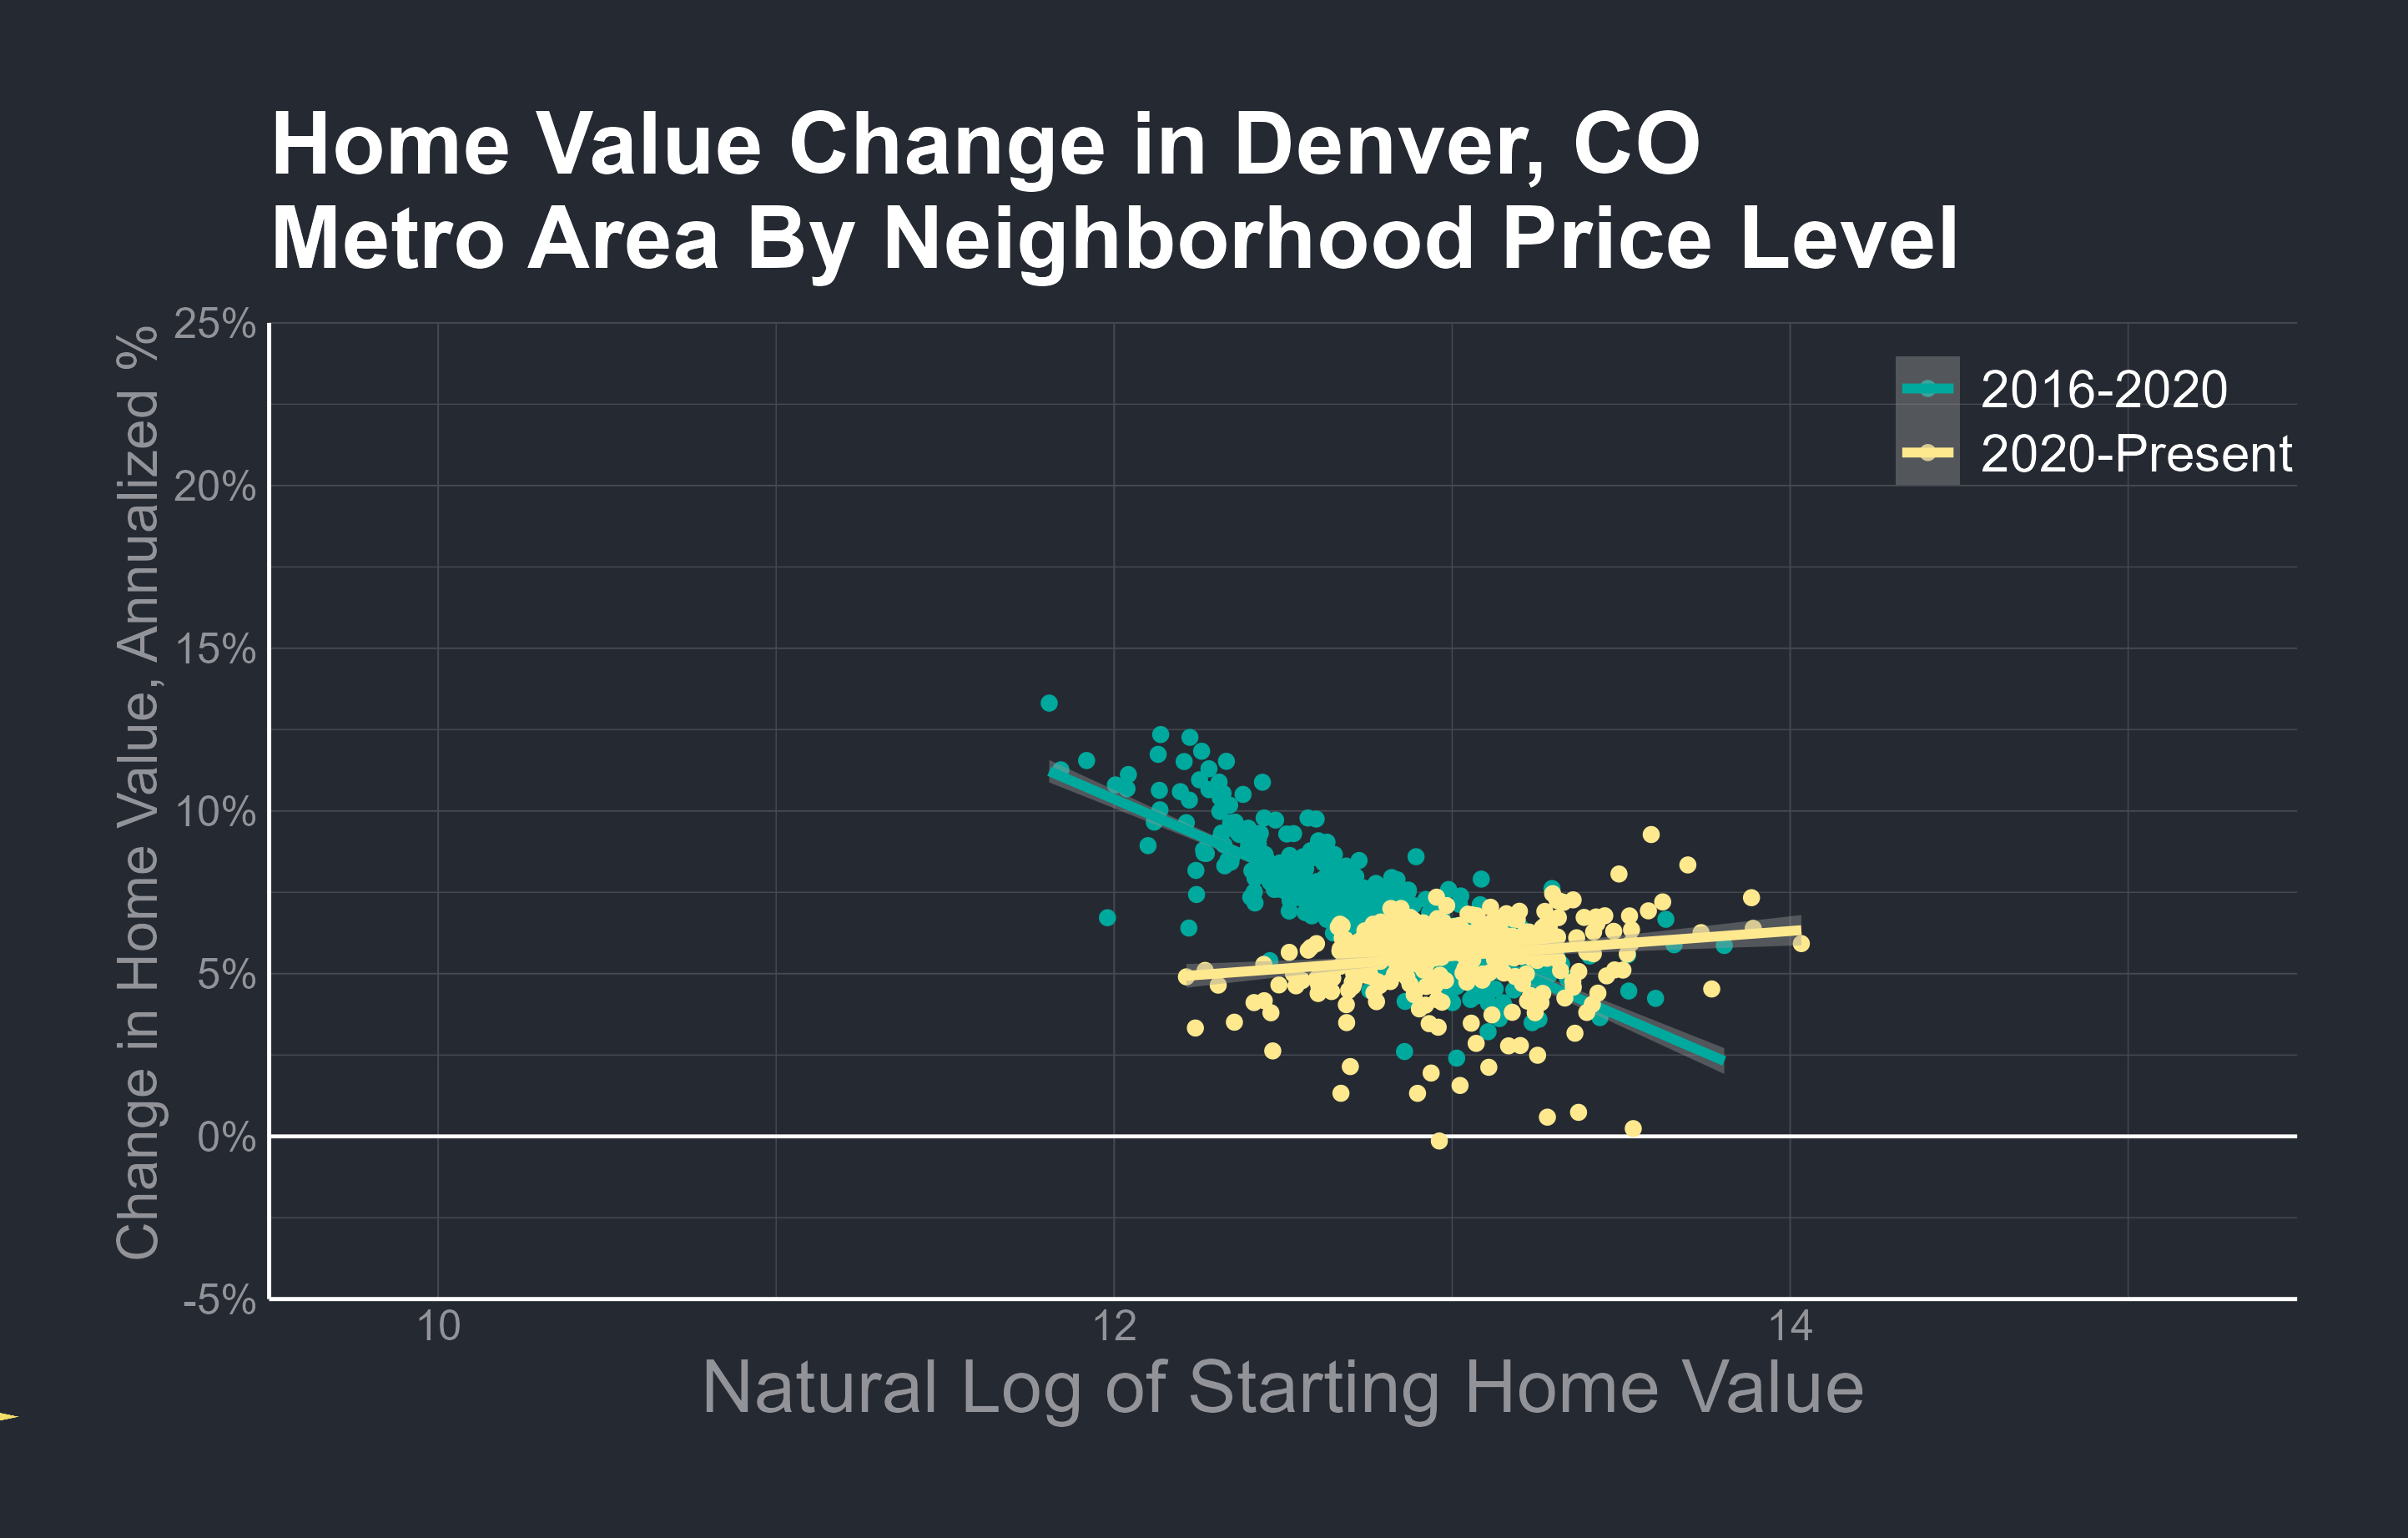 Home Value Change in Denver, CO
Metro Area By Neighborhood Price Level
Change in Home Value, Annualized %
25%
20%
15%
10%
5%
0%
-5%
2016-2020
2020-Present
10
12
14
Natural Log of Starting Home Value